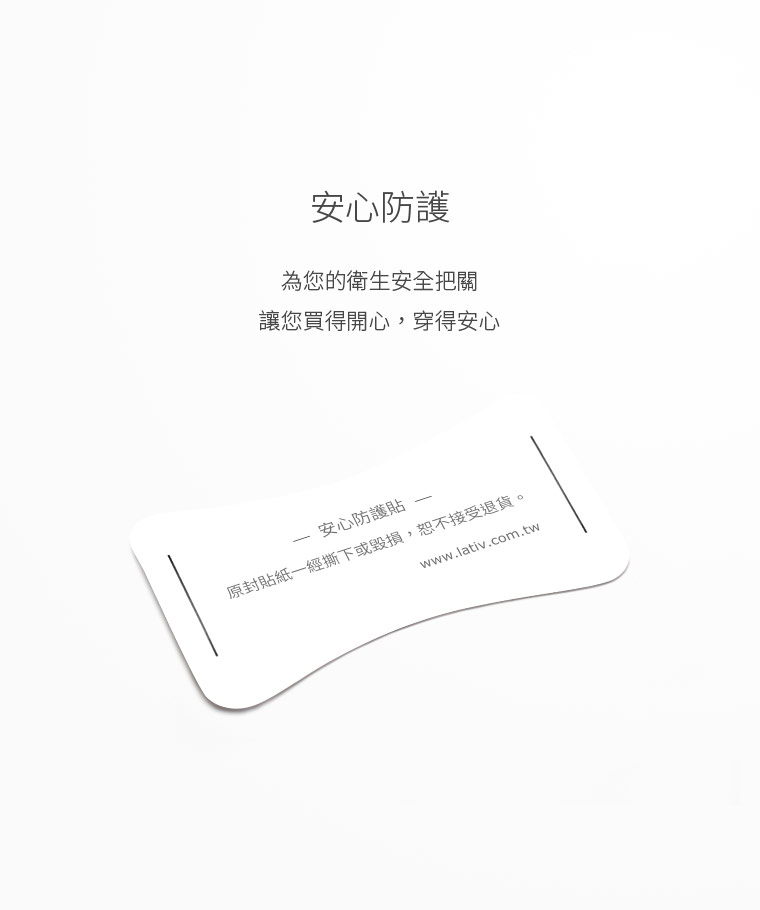 安心防護
為您的衛生安全把關
讓您買得開心，穿得安心
— 安心防護貼 —
原封貼紙一經撕下或毀損，恕不接受退貨。
www.lativ.com.tw